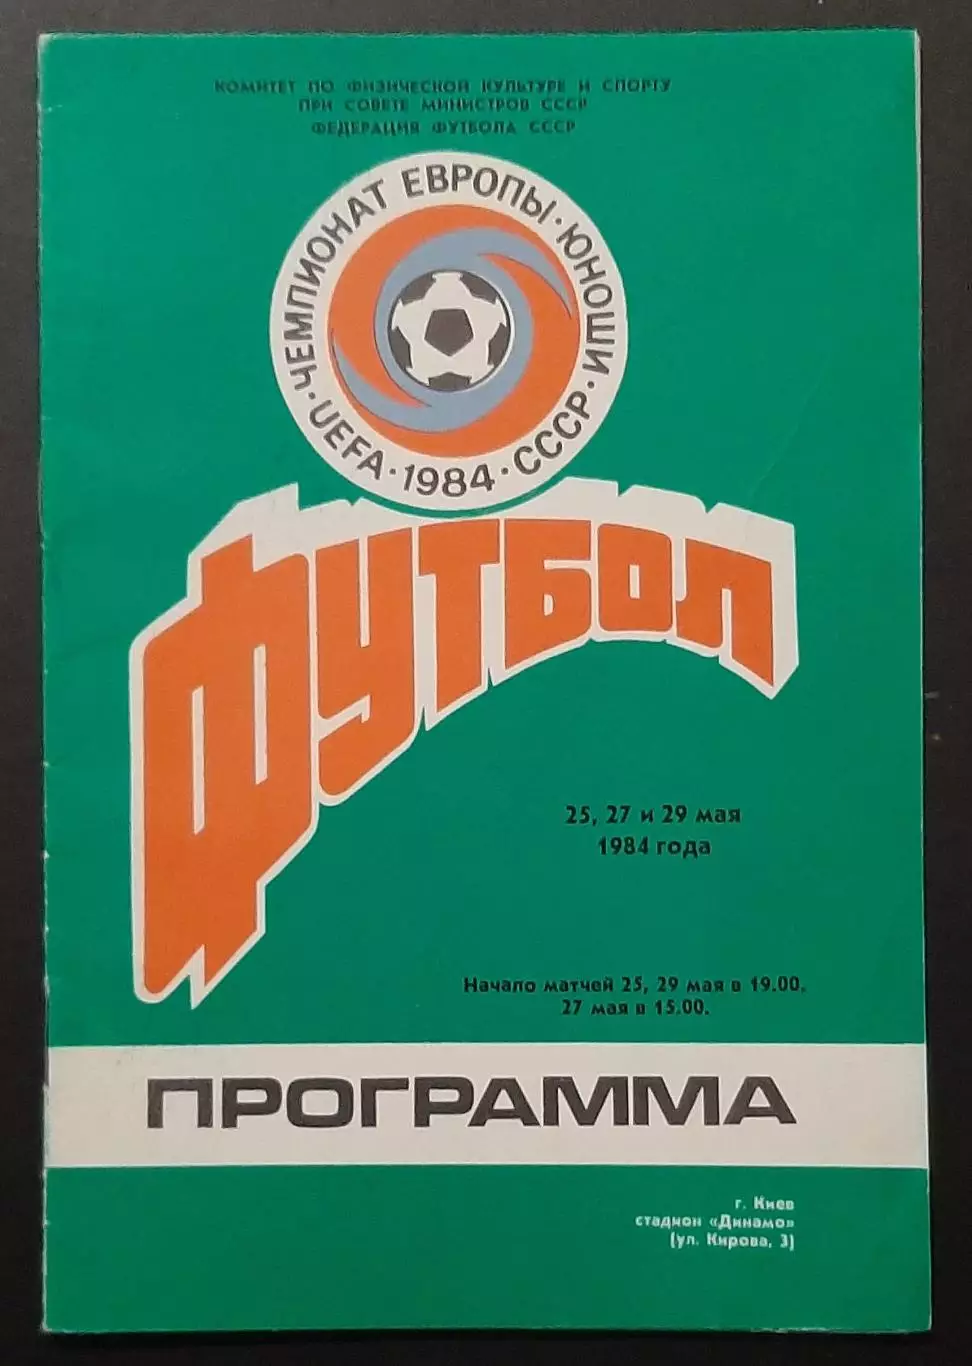 КОМИТЕТ ПО ФИЗИЧЕСКОЙ КУЛЬТУРЕ И СПОРТУ
ПРИ СОВЕТЕ МИНИСТРОВ СССР
ФЕДЕРАЦИЯ ФУТБОЛА СССР
ЧЕМПИОНАТ ЕВРОПЫ · ЮНОШИ ·
UEFA · 1984 · СССР
ФУТБОЛ
25, 27 и 29 мая
1984 года
Начало матчей 25, 29 мая в 19.00,
27 мая в 15.00.
ПРОГРАММА
г. Киев
стадион «Динамо»
(ул. Кирова, 3)